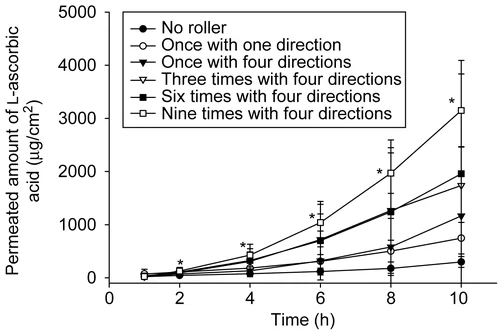 No roller
Once with one direction
Once with four directions
Three times with four directions
Six times with four directions
Nine times with four directions
5000
4000
3000
2000
1000
0
Permeated amount of L-ascorbic
acid (μg/cm²)
*
*
*
*
*
*
0 2 4 6 8 10
Time (h)